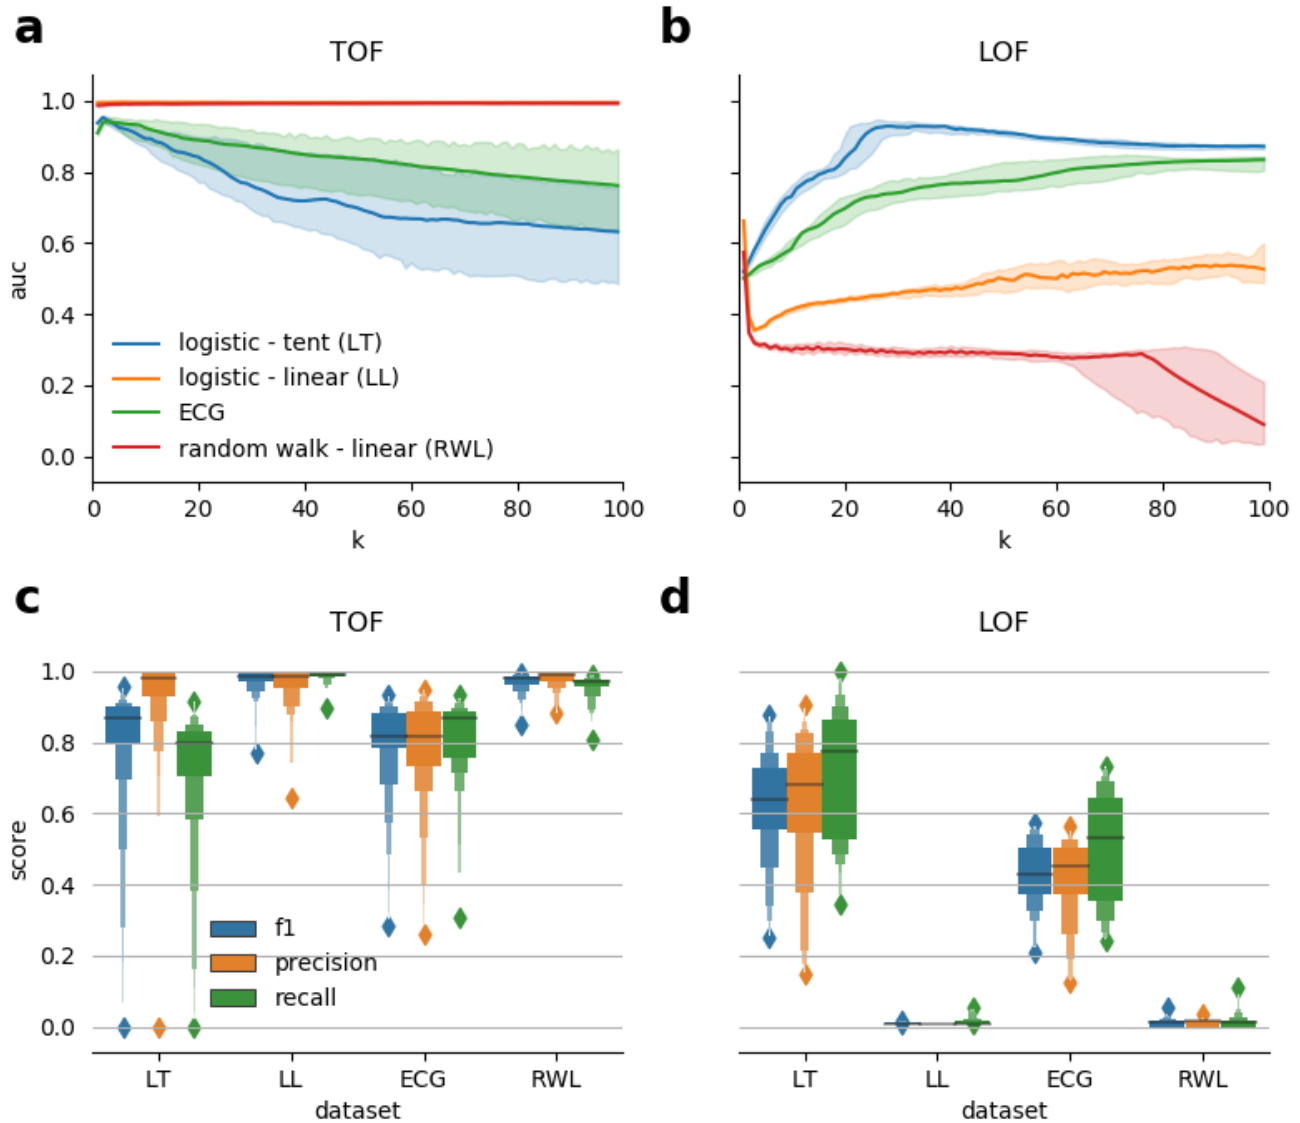 a
TOF
1.0
0.8
0.6
0.4
0.2
0.0
auc
logistic - tent (LT)
logistic - linear (LL)
ECG
random walk - linear (RWL)
0 20 40 60 80 100
k
b
LOF
0 20 40 60 80 100
k
c
TOF
1.0
0.8
0.6
0.4
0.2
0.0
score
f1
precision
recall
LT LL ECG RWL
dataset
d
LOF
LT LL ECG RWL
dataset